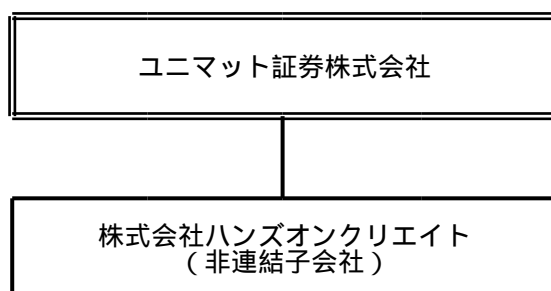 ユニマット証券株式会社
株式会社ハンズオンクリエイト
（非連結子会社）